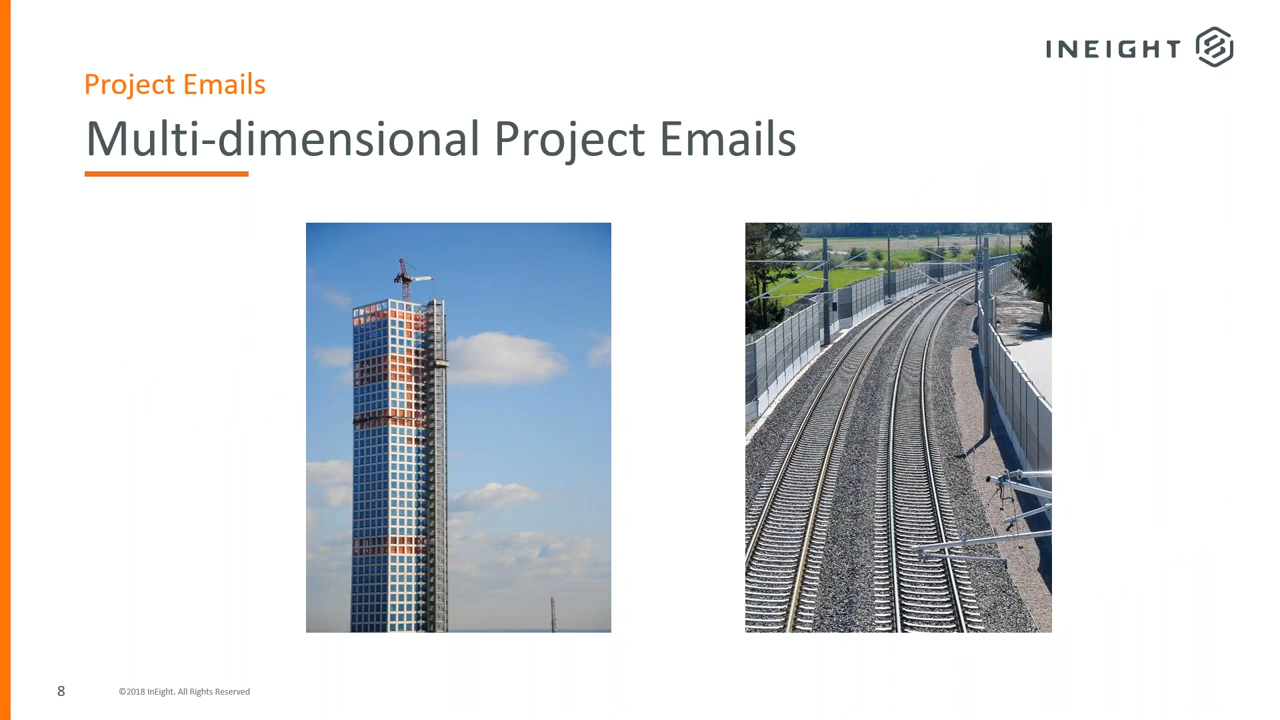 INEIGHT
Project Emails
Multi-dimensional Project Emails
8
©2018 InEight. All Rights Reserved